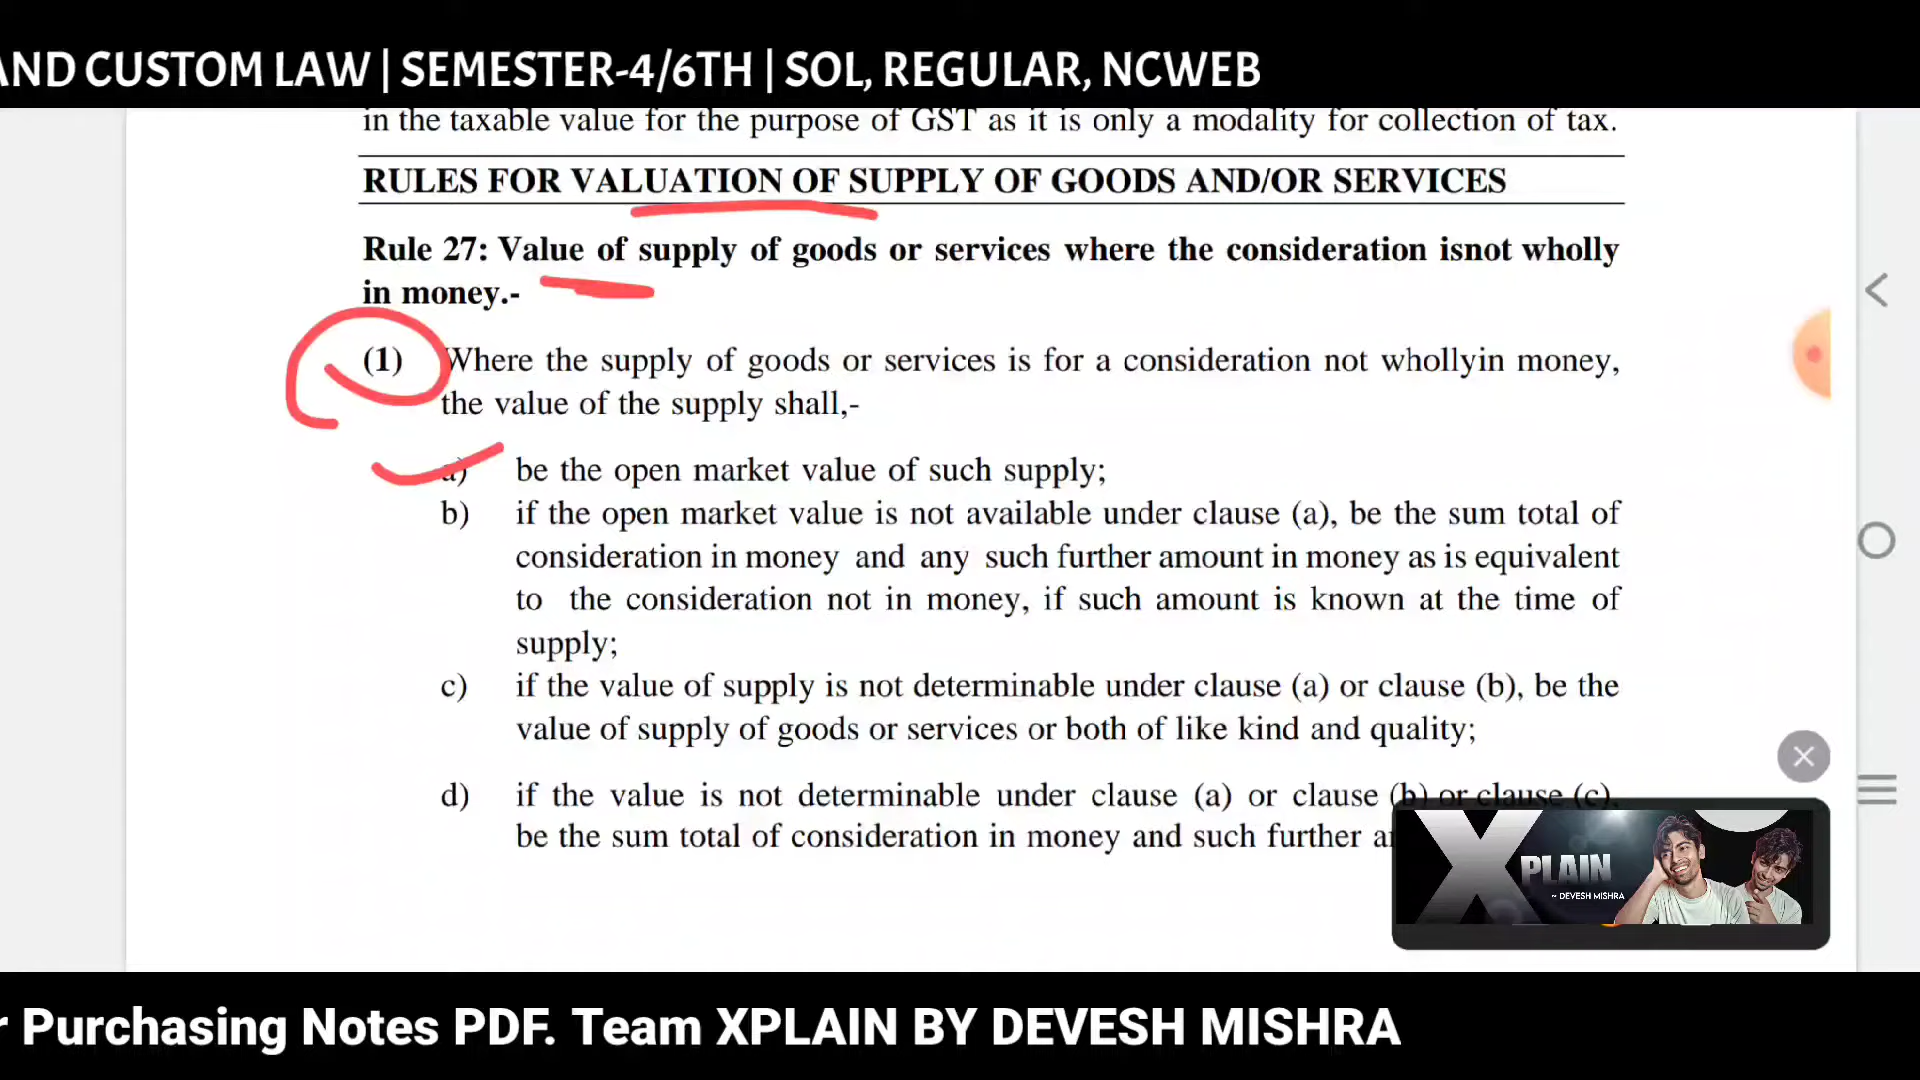 AND CUSTOM LAW | SEMESTER-4/6TH | SOL, REGULAR, NCWEB
in the taxable value for the purpose of GST as it is only a modality for collection of tax.
RULES FOR VALUATION OF SUPPLY OF GOODS AND/OR SERVICES
Rule 27: Value of supply of goods or services where the consideration isnot wholly
in money.-
(1) Where the supply of goods or services is for a consideration not whollyin money,
the value of the supply shall,-
a) be the open market value of such supply;
b) if the open market value is not available under clause (a), be the sum total of
consideration in money and any such further amount in money as is equivalent
to the consideration not in money, if such amount is known at the time of
supply;
c) if the value of supply is not determinable under clause (a) or clause (b), be the
value of supply of goods or services or both of like kind and quality;
d) if the value is not determinable under clause (a) or clause (b) or clause (c),
be the sum total of consideration in money and such further
XPLAIN
~ DEVESH MISHRA
r Purchasing Notes PDF. Team XPLAIN BY DEVESH MISHRA